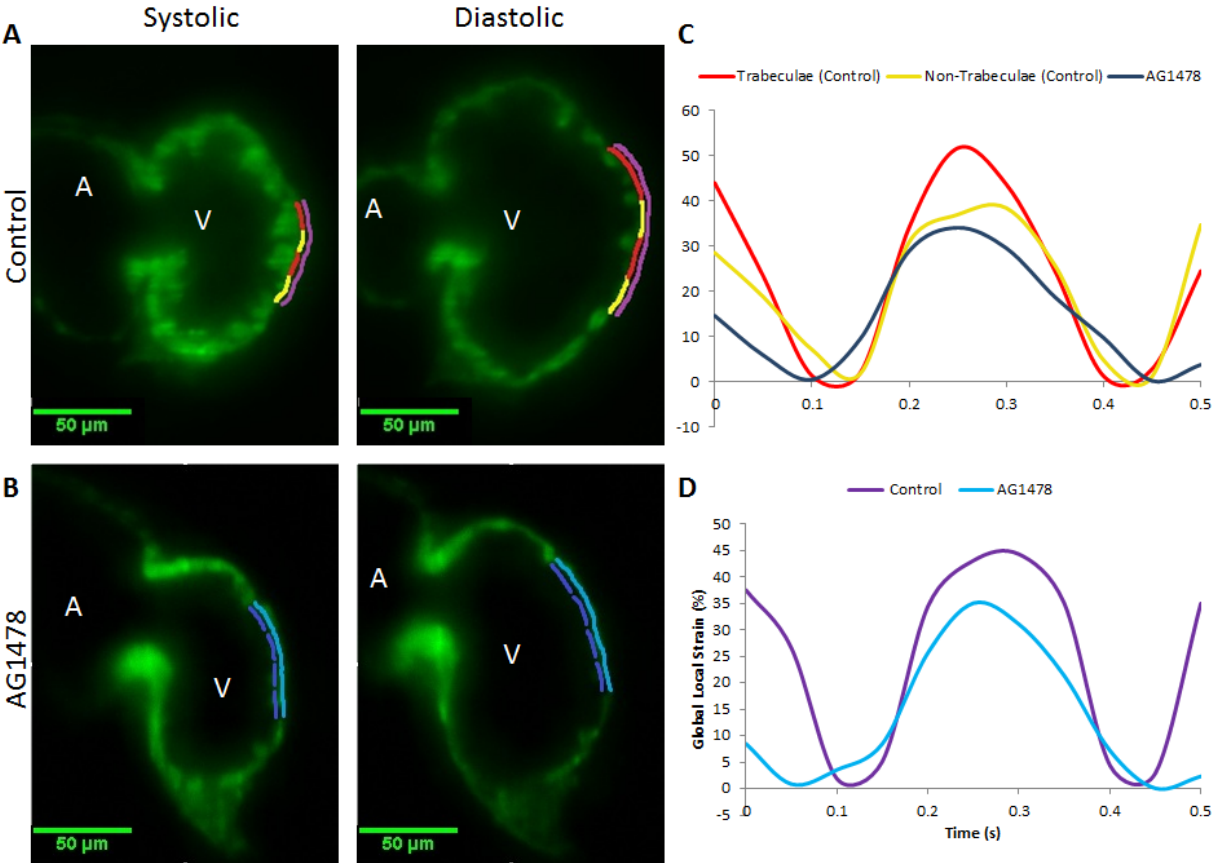 Systolic
Diastolic
A
Control
A
V
50 µm
A
V
50 µm
B
AG1478
A
V
50 µm
A
V
50 µm
C
Trabeculae (Control)
Non-Trabeculae (Control)
AG1478
60
50
40
30
20
10
0
-10
0
0.1
0.2
0.3
0.4
0.5
D
Control
AG1478
Global Local Strain (%)
50
45
40
35
30
25
20
15
10
5
0
-5
0
0.1
0.2
0.3
0.4
0.5
Time (s)